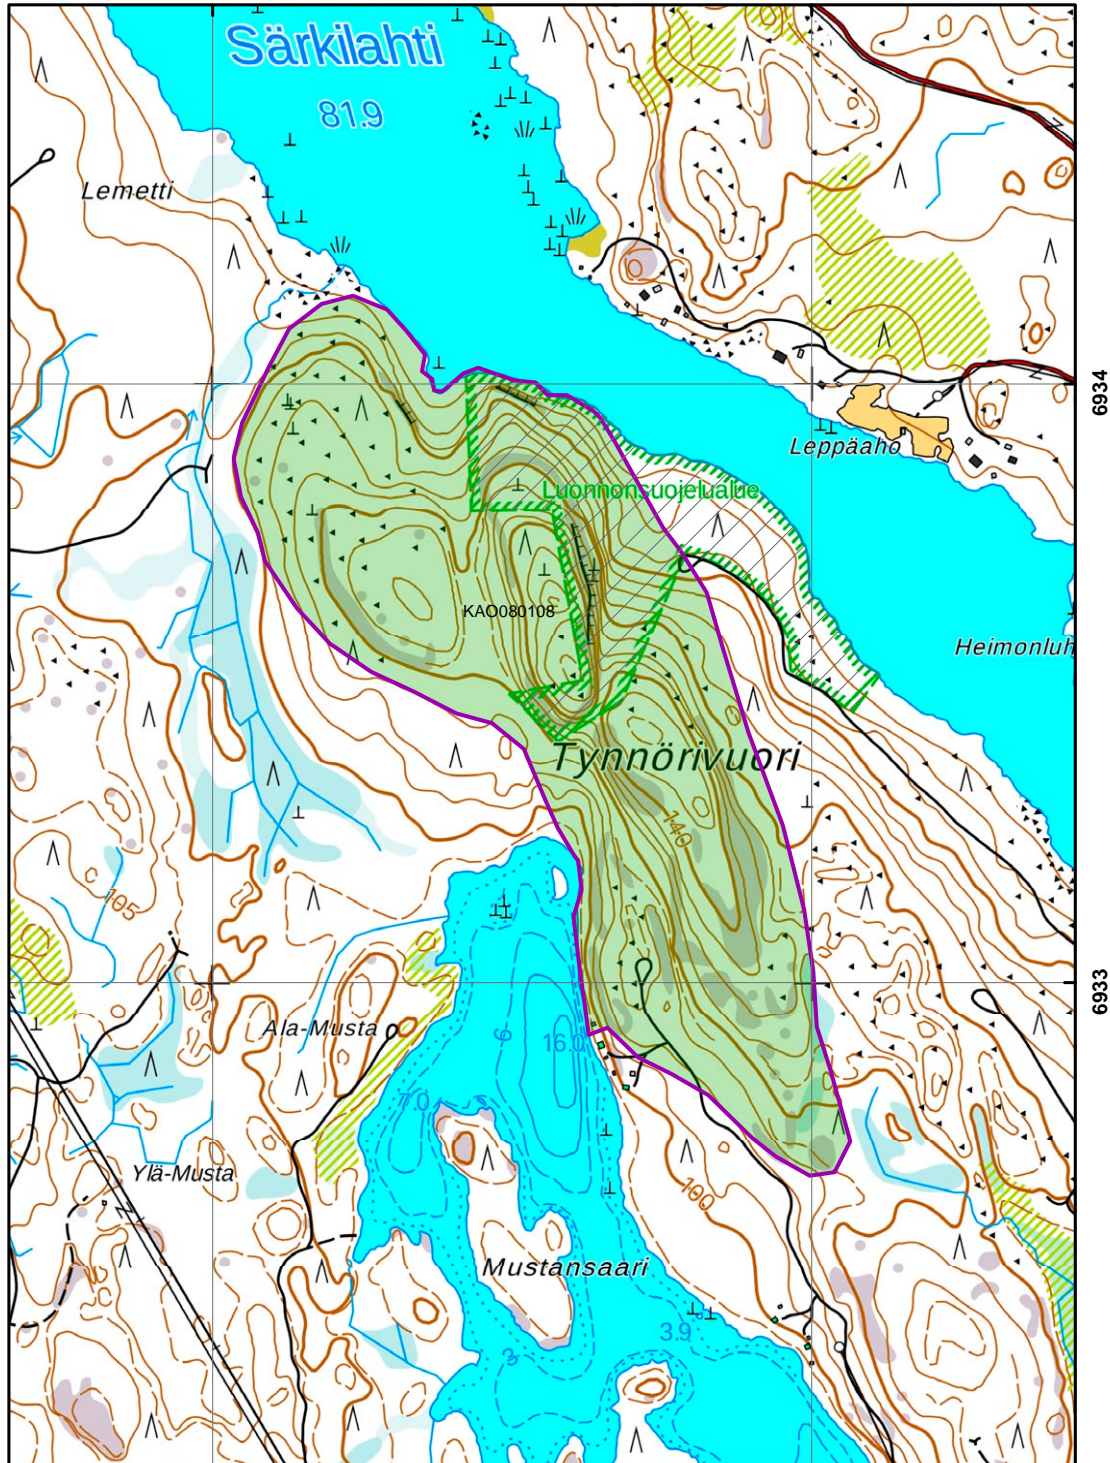 Särkilahti
81.9
Lemetti
6934
Leppäaho
Luonnonsuojelualue
KAO080108
Heimonluh
Tynnörivuori
140
105
6933
Ala-Musta
6
16.0
7.0
5
Ylä-Musta
100
Mustansaari
3.9
3